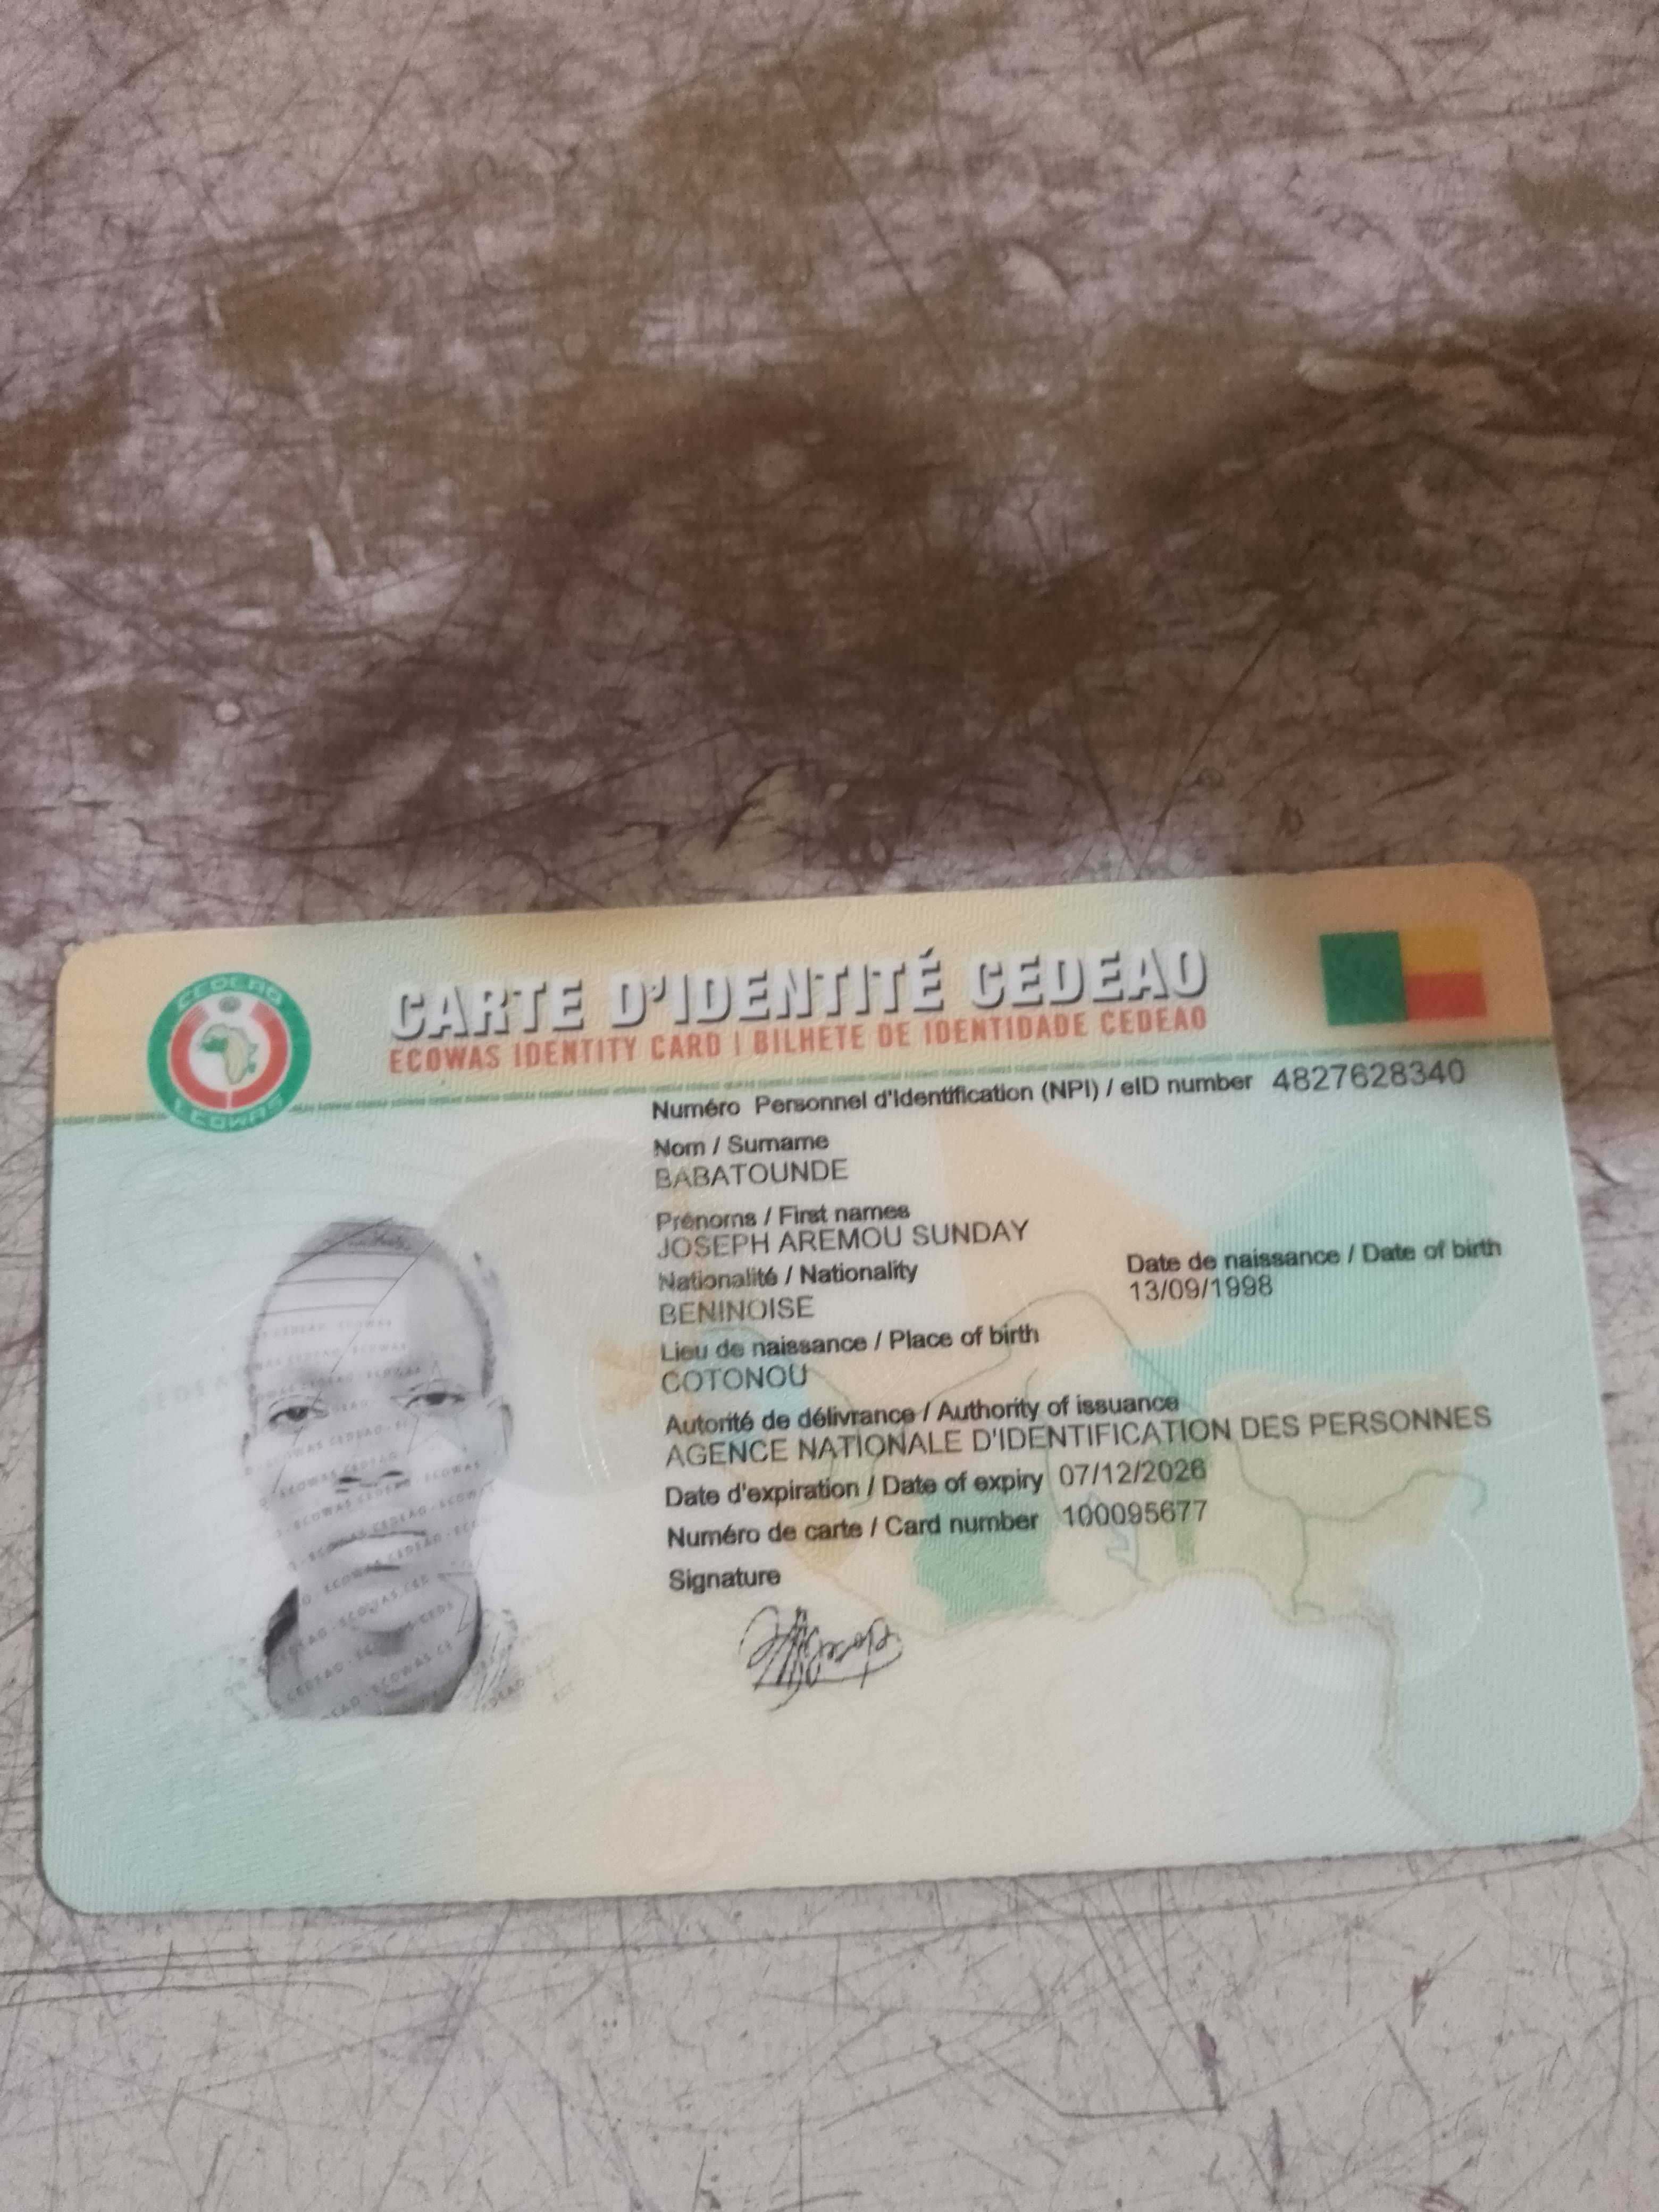 CARTE D'IDENTITÉ CEDEAO
ECOWAS IDENTITY CARD | BILHETE DE IDENTIDADE CEDEAO
CEDEAO
ECOWAS
Numéro Personnel d'Identification (NPI) / eID number 4827628340
Nom / Surname
BABATOUNDE
Prénoms / First names
JOSEPH AREMOU SUNDAY
Nationalité / Nationality
BENINOISE
Date de naissance / Date of birth
13/09/1998
Lieu de naissance / Place of birth
COTONOU
Autorité de délivrance / Authority of issuance
AGENCE NATIONALE D'IDENTIFICATION DES PERSONNES
Date d'expiration / Date of expiry 07/12/2026
Numéro de carte / Card number 100095677
Signature